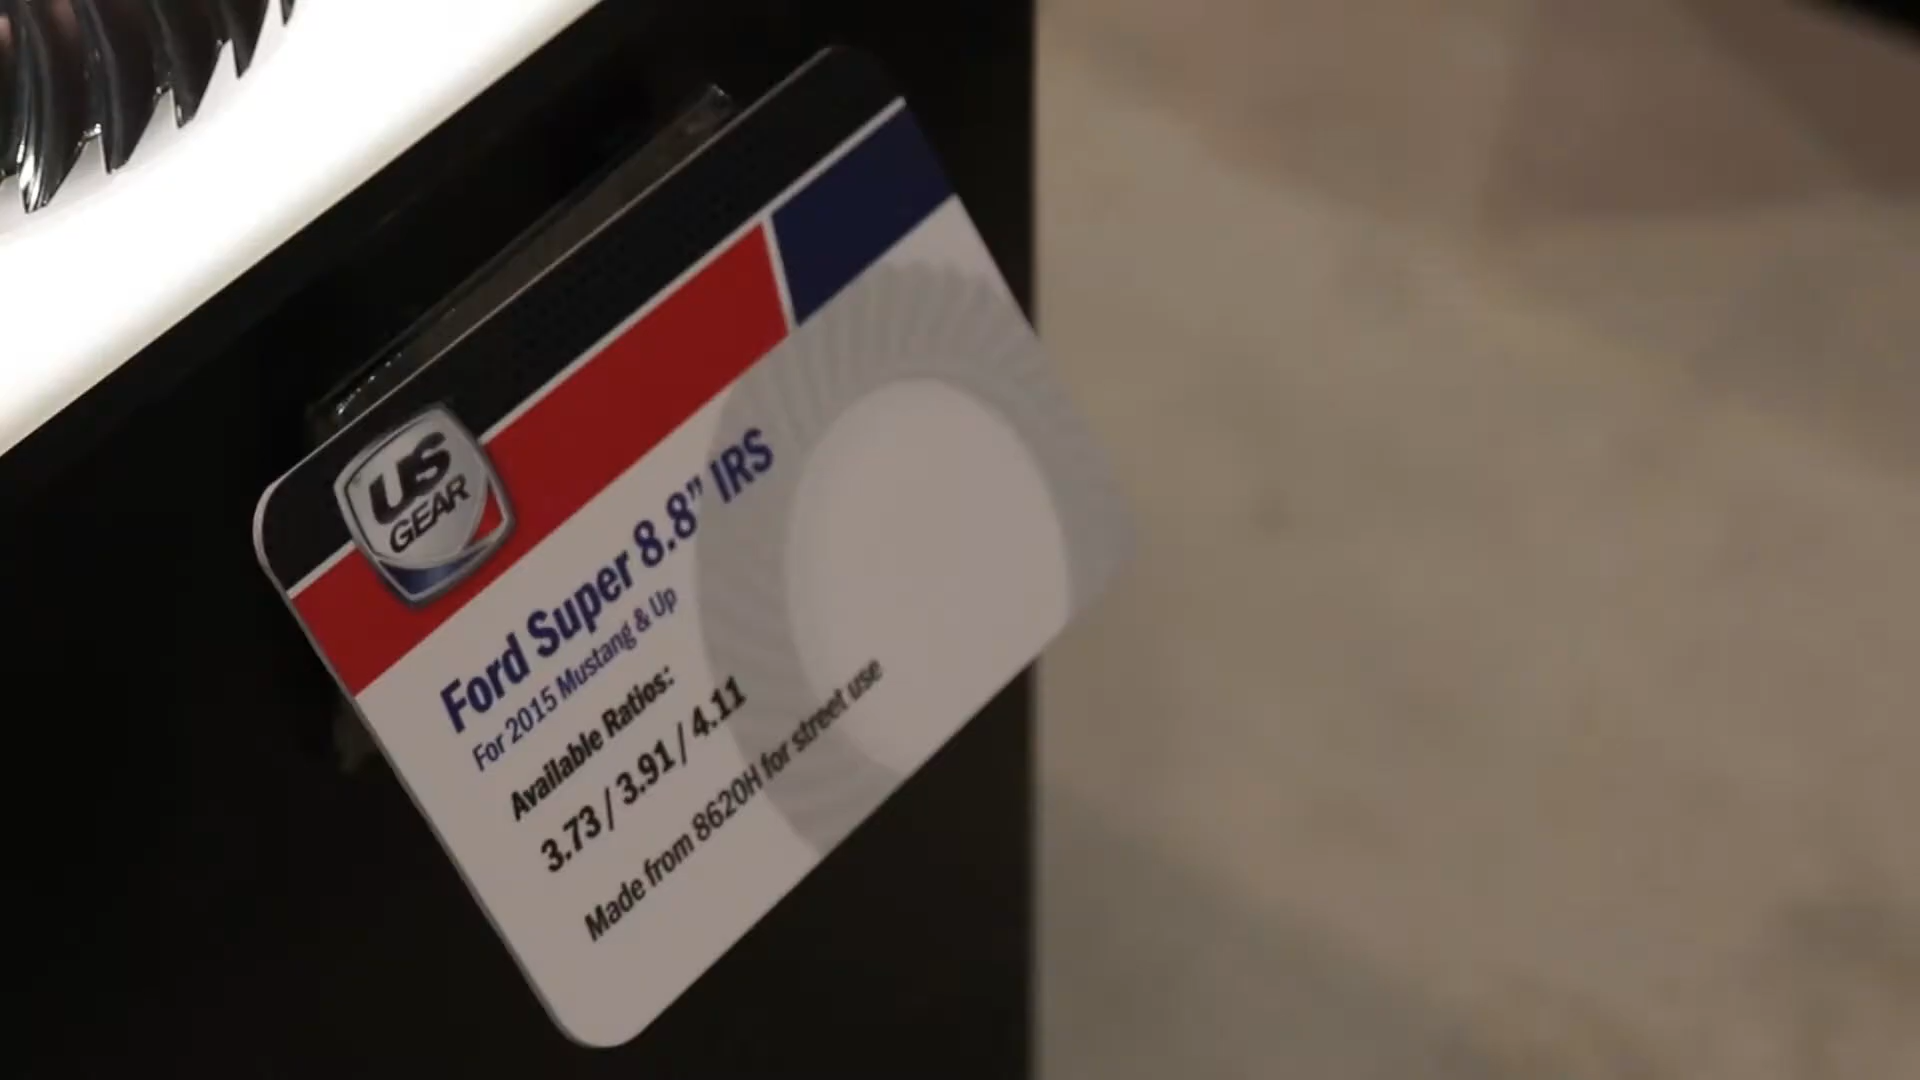 US
GEAR
Ford Super 8.8” IRS
For 2015 Mustang & Up
Available Ratios:
3.73 / 3.91 / 4.11
Made from 8620H for street use